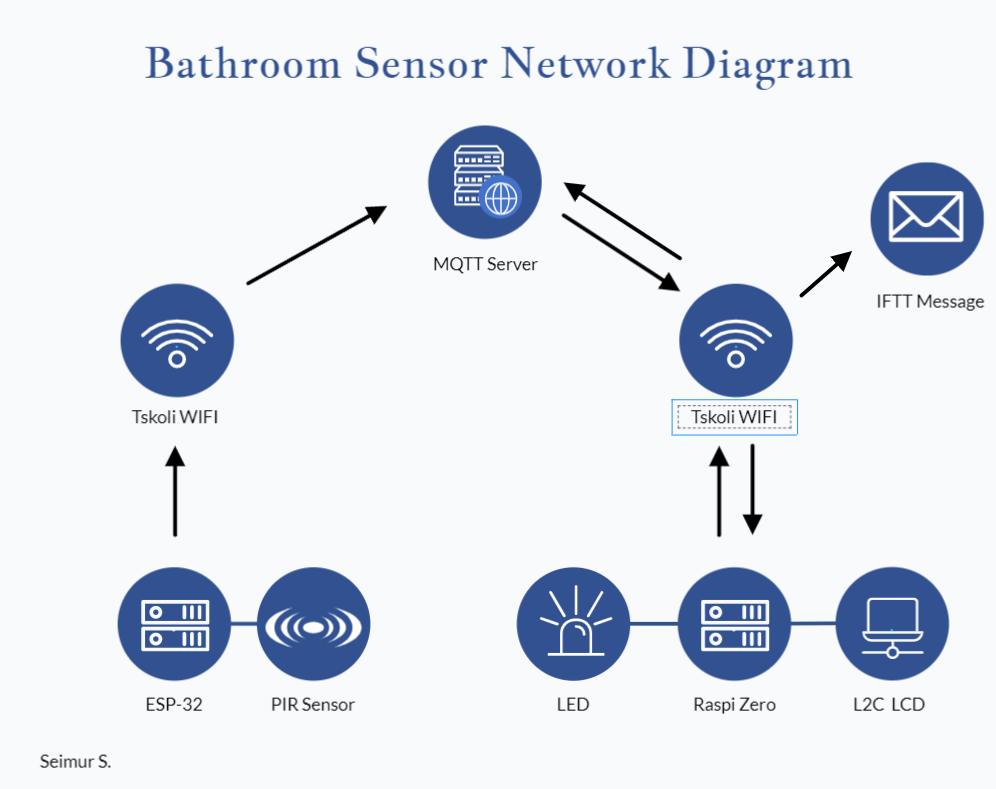 Bathroom Sensor Network Diagram
MQTT Server
IFTT Message
Tskoli WIFI
Tskoli WIFI
ESP-32
PIR Sensor
LED
Raspi Zero
L2C LCD
Seimur S.